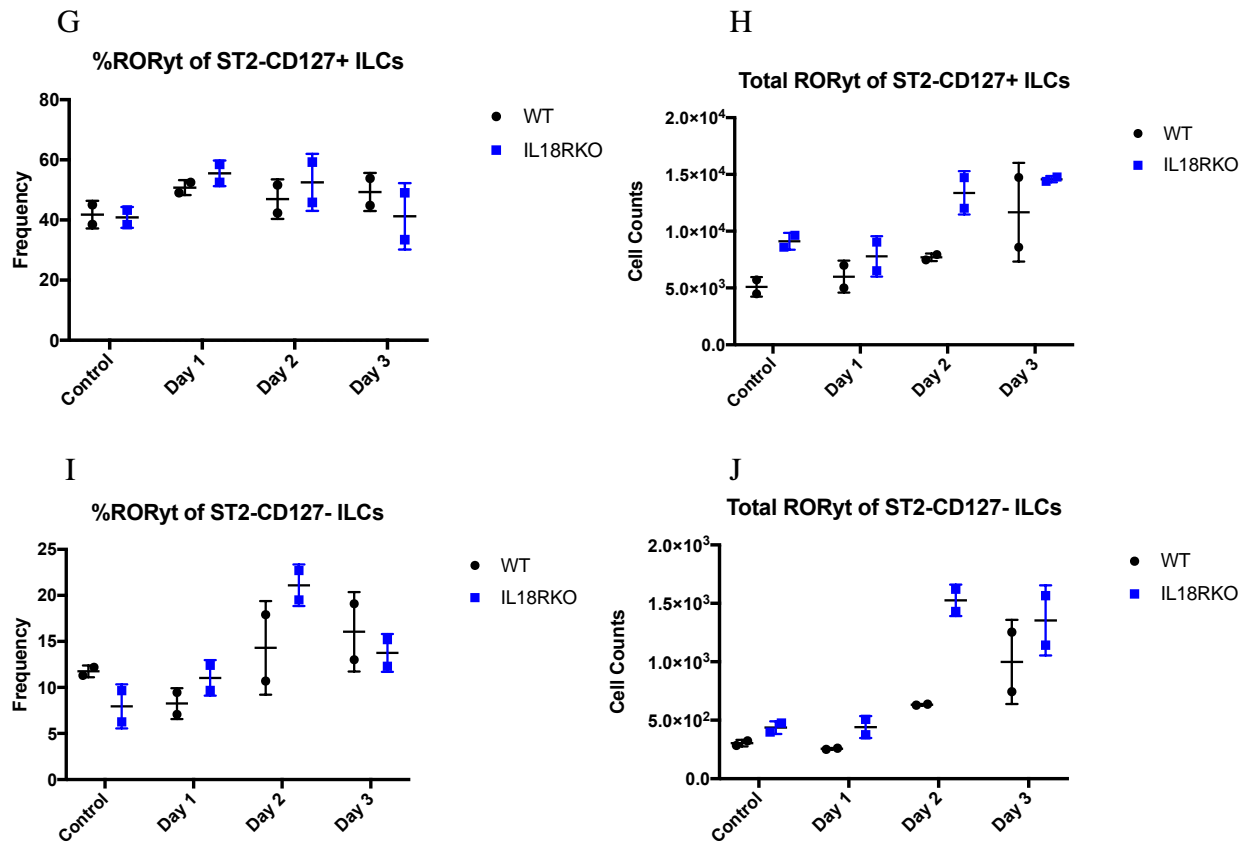 G
%RORyt of ST2-CD127+ ILCs
80
60
40
20
0
Frequency
Control
Day 1
Day 2
Day 3
WT
IL18RKO
H
Total RORyt of ST2-CD127+ ILCs
2.0×10⁴
1.5×10⁴
1.0×10⁴
5.0×10³
0.0
Cell Counts
Control
Day 1
Day 2
Day 3
WT
IL18RKO
I
%RORyt of ST2-CD127- ILCs
25
20
15
10
5
0
Frequency
Control
Day 1
Day 2
Day 3
WT
IL18RKO
J
Total RORyt of ST2-CD127- ILCs
2.0×10³
1.5×10³
1.0×10³
5.0×10²
0.0
Cell Counts
Control
Day 1
Day 2
Day 3
WT
IL18RKO